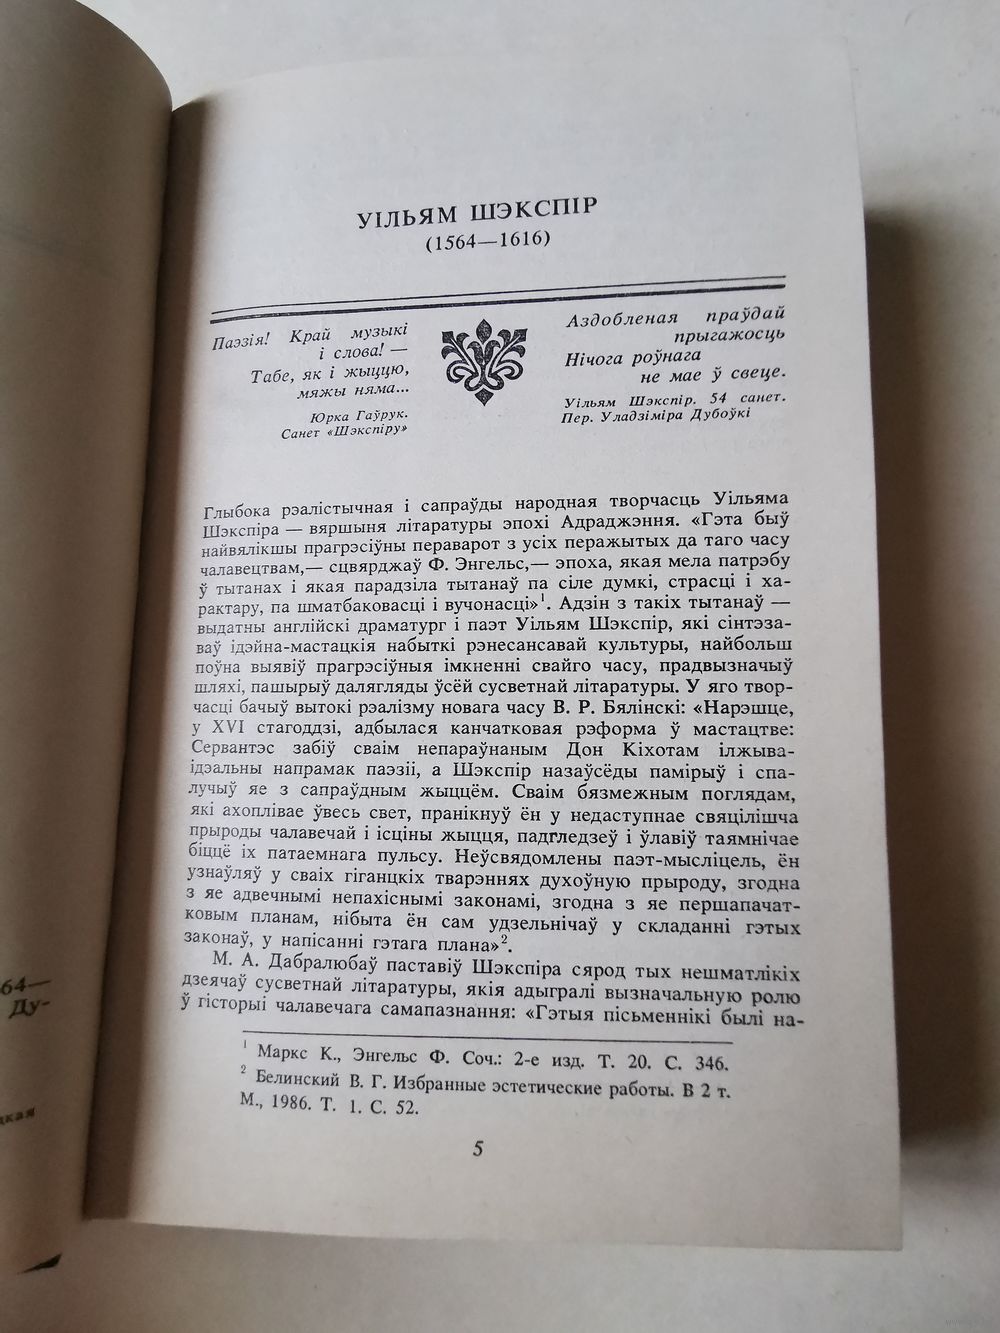 УІЛЬЯМ ШЭКСПІР
(1564—1616)
Паэзія! Край музыкі
і слова! —
Табе, як і жыццю,
мяжы няма...
Юрка Гаўрук.
Санет «Шэкспіру»
Аздобленая праўдай
прыгажосць
Нічога роўнага
не мае ў свеце.
Уільям Шэкспір. 54 санет.
Пер. Уладзіміра Дубоўкі
Глыбока рэалістычная і сапраўды народная творчасць Уільяма
Шэкспіра — вяршыня літаратуры эпохі Адраджэння. «Гэта быў
найвялікшы прагрэсіўны пераварот з усіх перажытых да таго часу
чалавецтвам,— сцвярджаў Ф. Энгельс,— эпоха, якая мела патрэбу
ў тытанах і якая парадзіла тытанаў па сіле думкі, страсці і ха-
рактару, па шматбаковасці і вучонасці»¹. Адзін з такіх тытанаў —
выдатны англійскі драматург і паэт Уільям Шэкспір, які сінтэза-
ваў ідэйна-мастацкія набыткі рэнесансавай культуры, найбольш
поўна выявіў прагрэсіўныя імкненні свайго часу, прадвызначыў
шляхі, пашырыў далягляды ўсёй сусветнай літаратуры. У яго твор-
часці бачыў вытокі рэалізму новага часу В. Р. Бялінскі: «Нарэшце,
у XVI стагоддзі, адбылася канчатковая рэформа ў мастацтве:
Сервантэс забіў сваім непараўнаным Дон Кіхотам ілжыва-
ідэальны напрамак паэзіі, а Шэкспір назаўсёды памірыў і спа-
лучыў яе з сапраўдным жыццём. Сваім бязмежным поглядам,
які ахоплівае ўвесь свет, пранікнуў ён у недаступнае свяцілішча
прыроды чалавечай і ісціны жыцця, падгледзеў і ўлавіў таямнічае
біццё іх патаемнага пульсу. Неўсвядомлены паэт-мысліцель, ён
узнаўляў у сваіх гіганцкіх тварэннях духоўную прыроду, згодна
з яе адвечнымі непахіснымі законамі, згодна з яе першапачат-
ковым планам, нібыта ён сам удзельнічаў у складанні гэтых
законаў, у напісанні гэтага плана»².
М. А. Дабралюбаў паставіў Шэкспіра сярод тых нешматлікіх
дзеячаў сусветнай літаратуры, якія адыгралі вызначальную ролю
ў гісторыі чалавечага самапазнання: «Гэтыя пісьменнікі былі на-
¹ Маркс К., Энгельс Ф. Соч.: 2-е изд. Т. 20. С. 346.
² Белинский В. Г. Избранные эстетические работы. В 2 т.
М., 1986. Т. 1. С. 52.
5
64—
Ду-